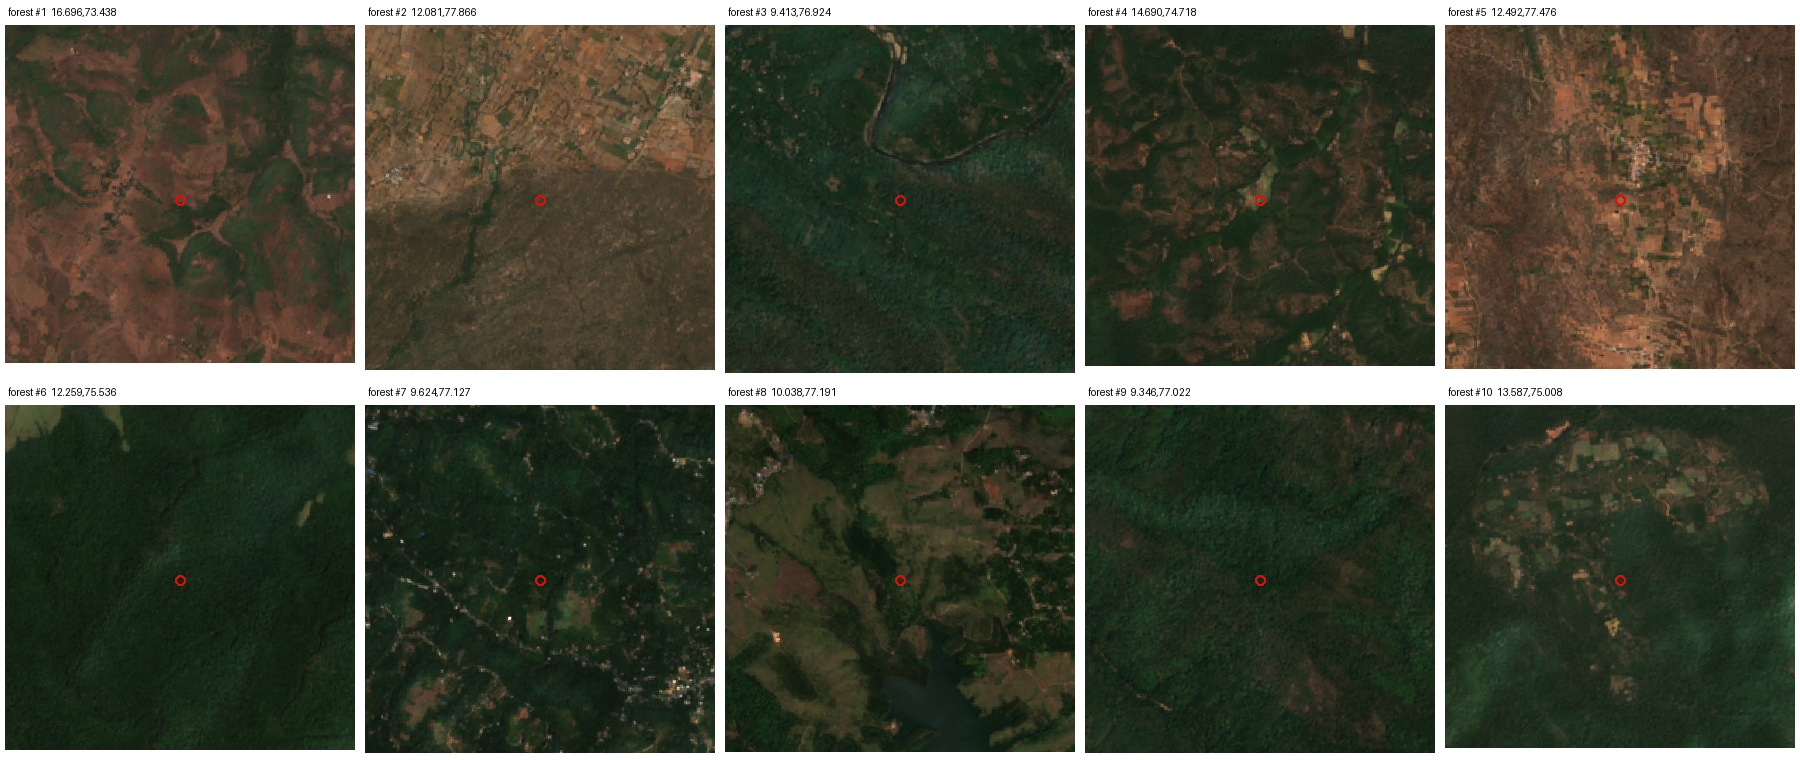 forest #1 16.696,73.438
forest #2 12.081,77.866
forest #3 9.413,76.924
forest #4 14.690,74.718
forest #5 12.492,77.476
forest #6 12.259,75.536
forest #7 9.624,77.127
forest #8 10.038,77.191
forest #9 9.346,77.022
forest #10 13.587,75.008